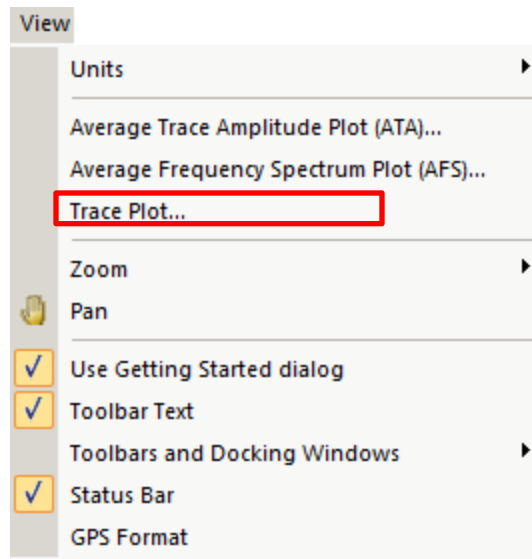 View
Units
Average Trace Amplitude Plot (ATA)...
Average Frequency Spectrum Plot (AFS)...
Trace Plot...
Zoom
Pan
Use Getting Started dialog
Toolbar Text
Toolbars and Docking Windows
Status Bar
GPS Format